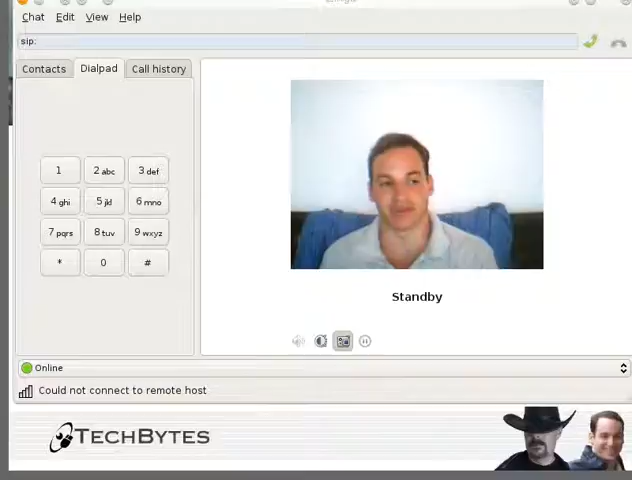 Chat Edit View Help
sip:
Contacts Dialpad Call history
1 2 abc 3 def
4 ghi 5 jkl 6 mno
7 pqrs 8 tuv 9 wxyz
* 0 #
Standby
Online
Could not connect to remote host
TECHBYTES